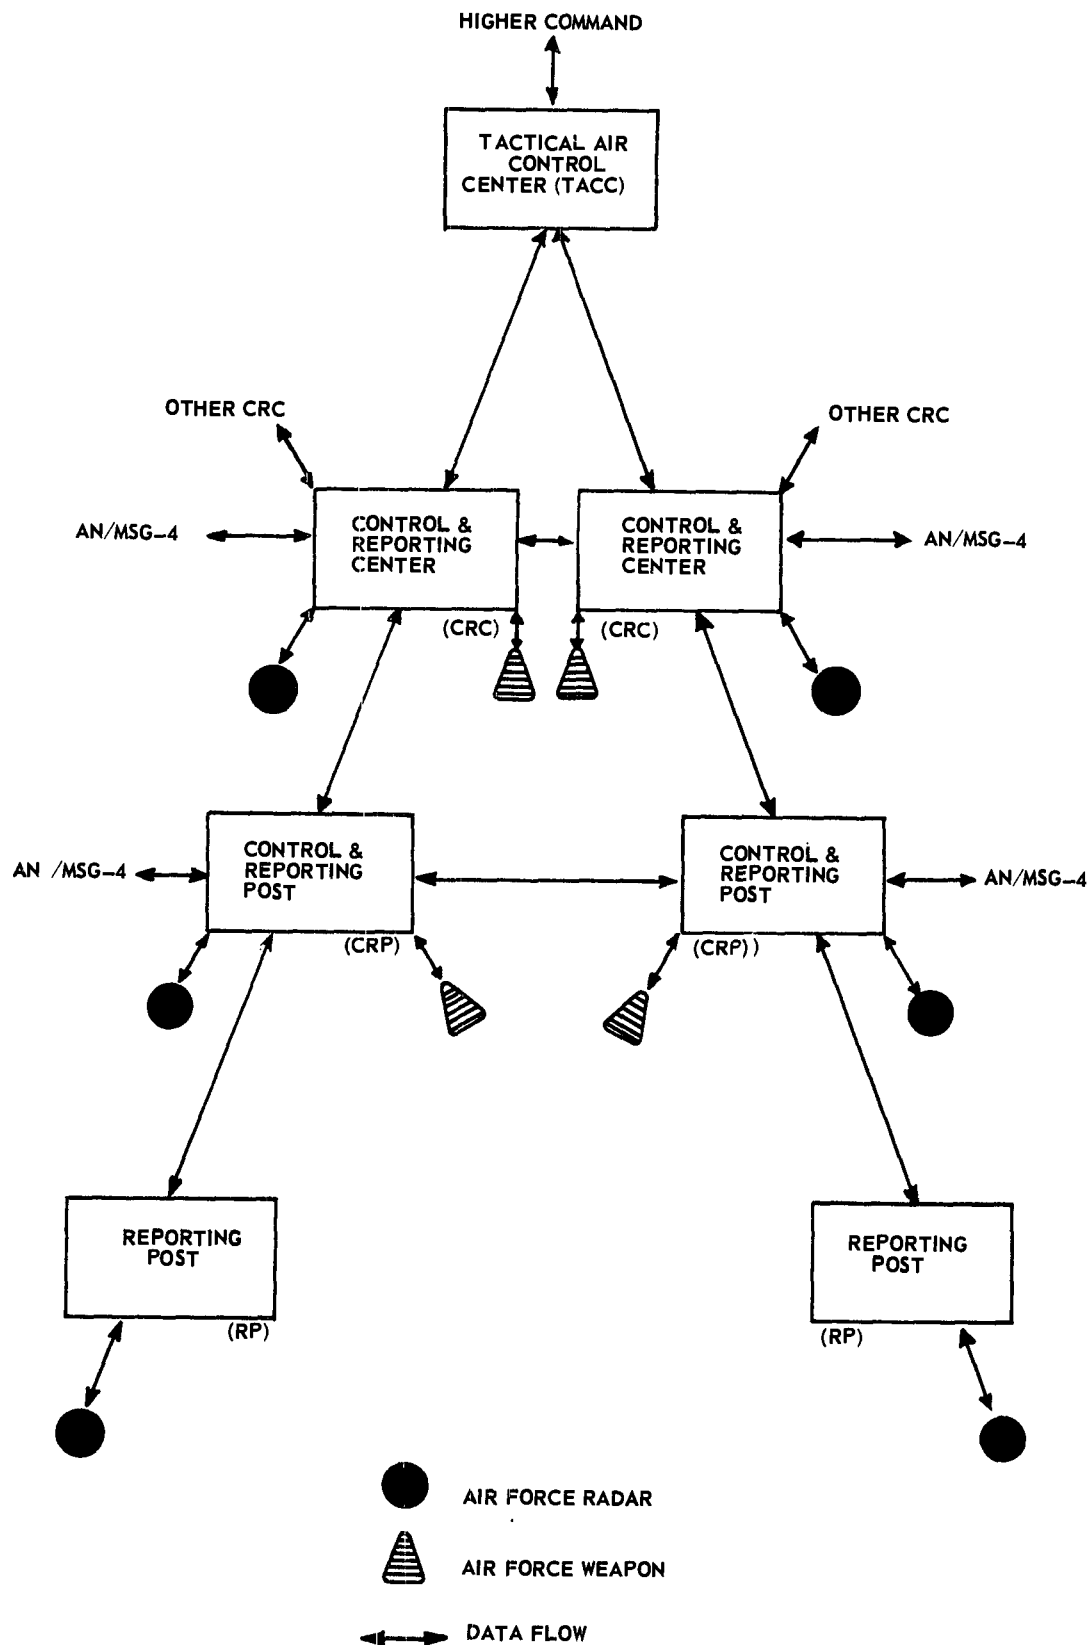 HIGHER COMMAND
TACTICAL AIR
CONTROL
CENTER (TACC)
OTHER CRC
OTHER CRC
AN/MSG-4
CONTROL &
REPORTING
CENTER
CONTROL &
REPORTING
CENTER
AN/MSG-4
(CRC)
(CRC)
AN /MSG-4
CONTROL &
REPORTING
POST
CONTROL &
REPORTING
POST
AN/MSG-4
(CRP)
(CRP) )
REPORTING
POST
REPORTING
POST
(RP)
(RP)
AIR FORCE RADAR
AIR FORCE WEAPON
DATA FLOW